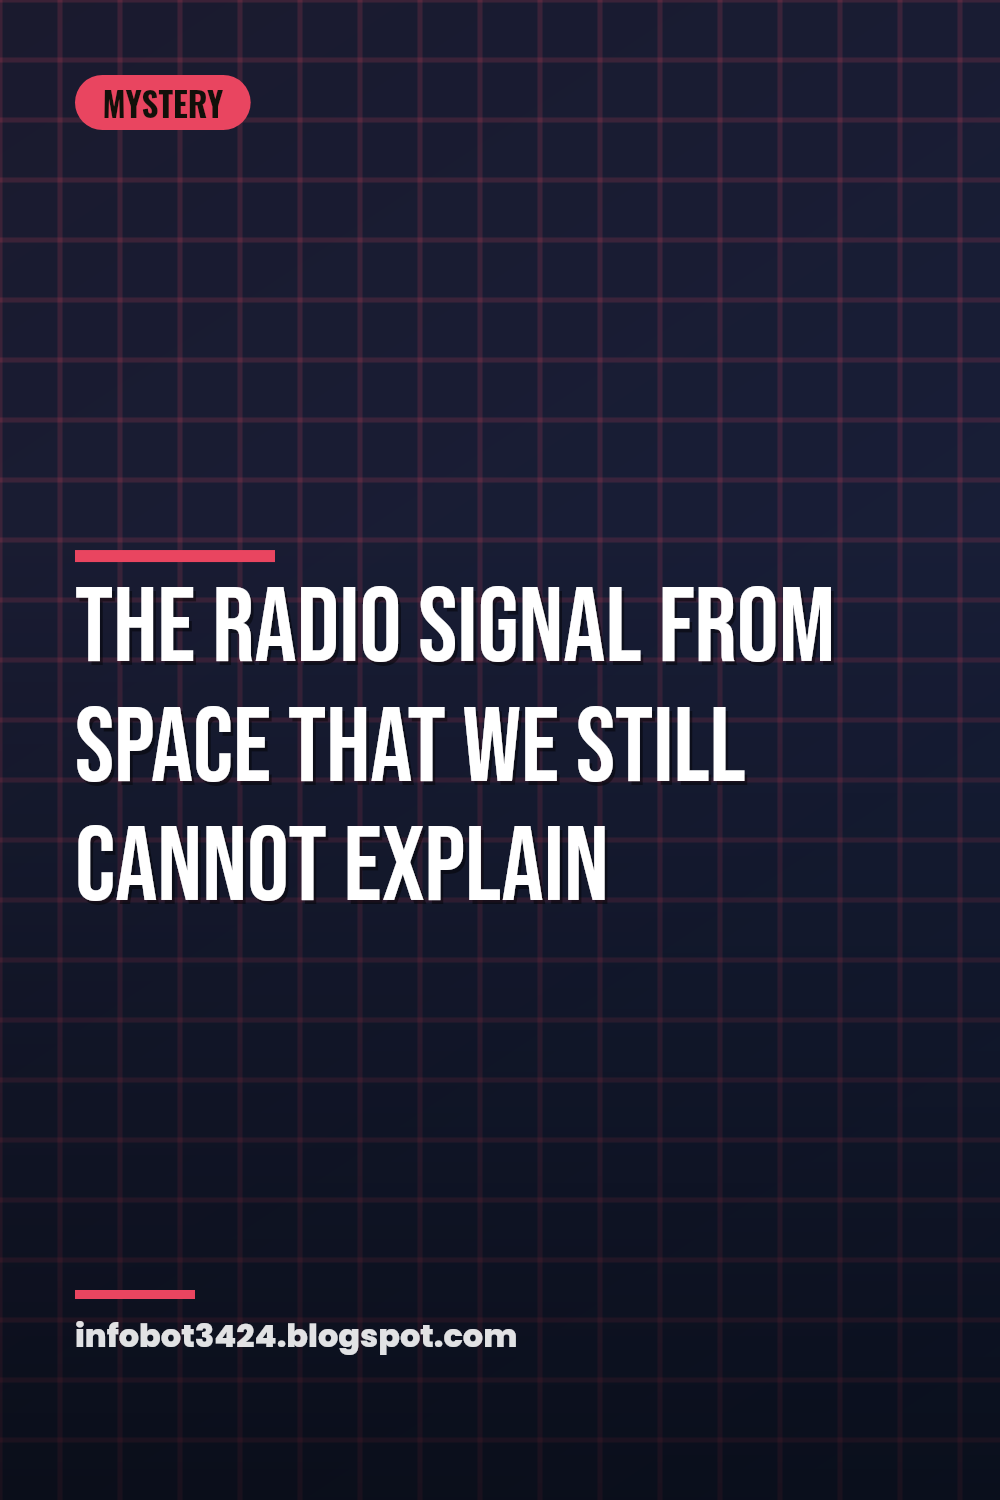 MYSTERY
THE RADIO SIGNAL FROM
SPACE THAT WE STILL
CANNOT EXPLAIN
infobot3424.blogspot.com